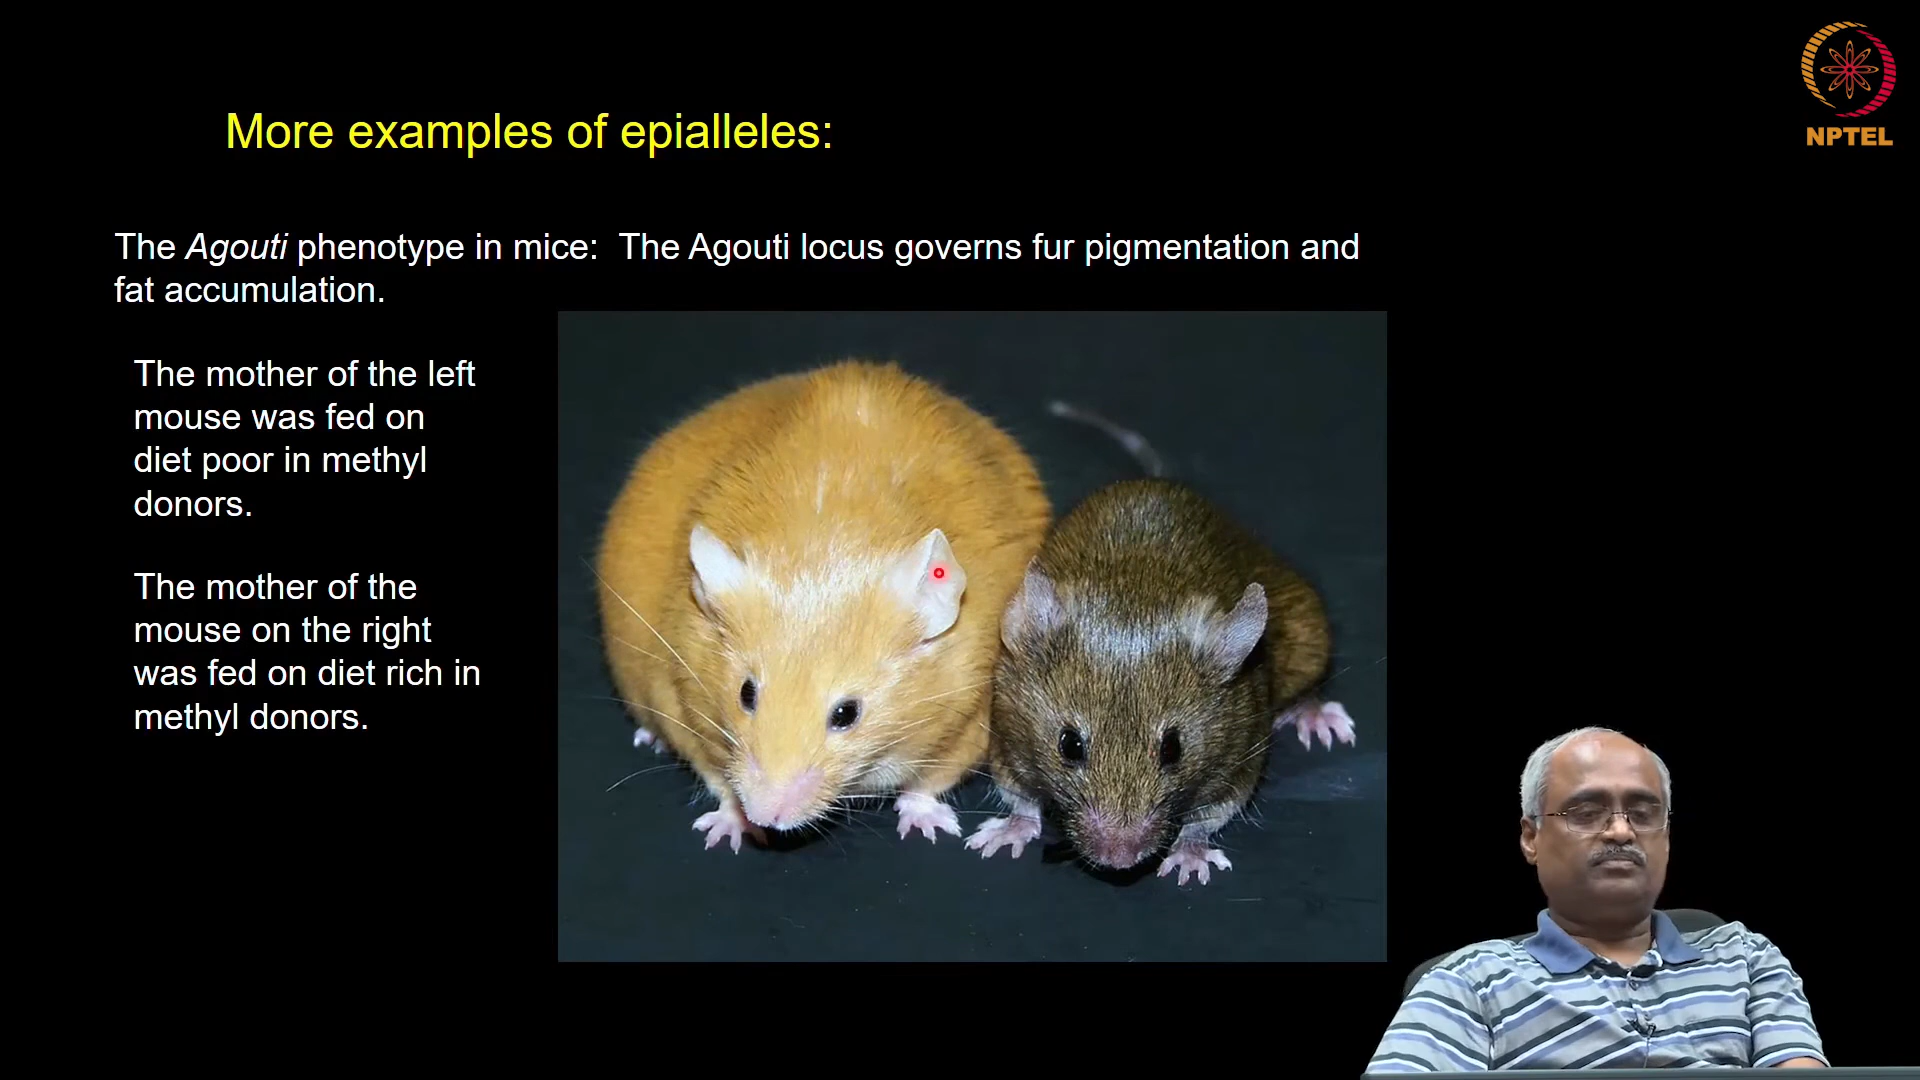 NPTEL
More examples of epialleles:
The Agouti phenotype in mice:  The Agouti locus governs fur pigmentation and
fat accumulation.
The mother of the left
mouse was fed on
diet poor in methyl
donors.
The mother of the
mouse on the right
was fed on diet rich in
methyl donors.